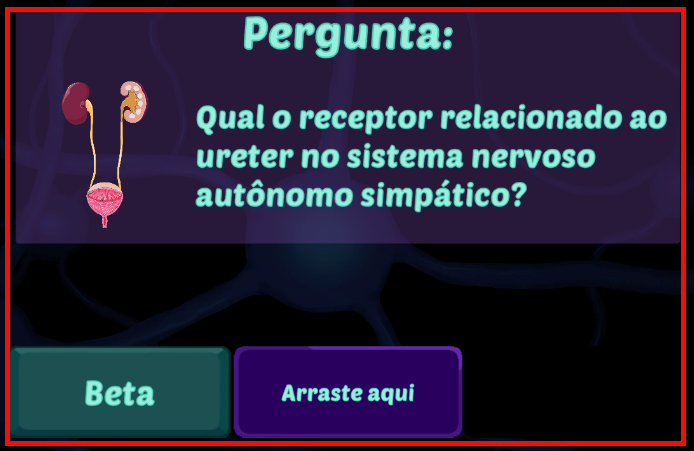 Pergunta:
Qual o receptor relacionado ao
ureter no sistema nervoso
autônomo simpático?
Beta
Arraste aqui